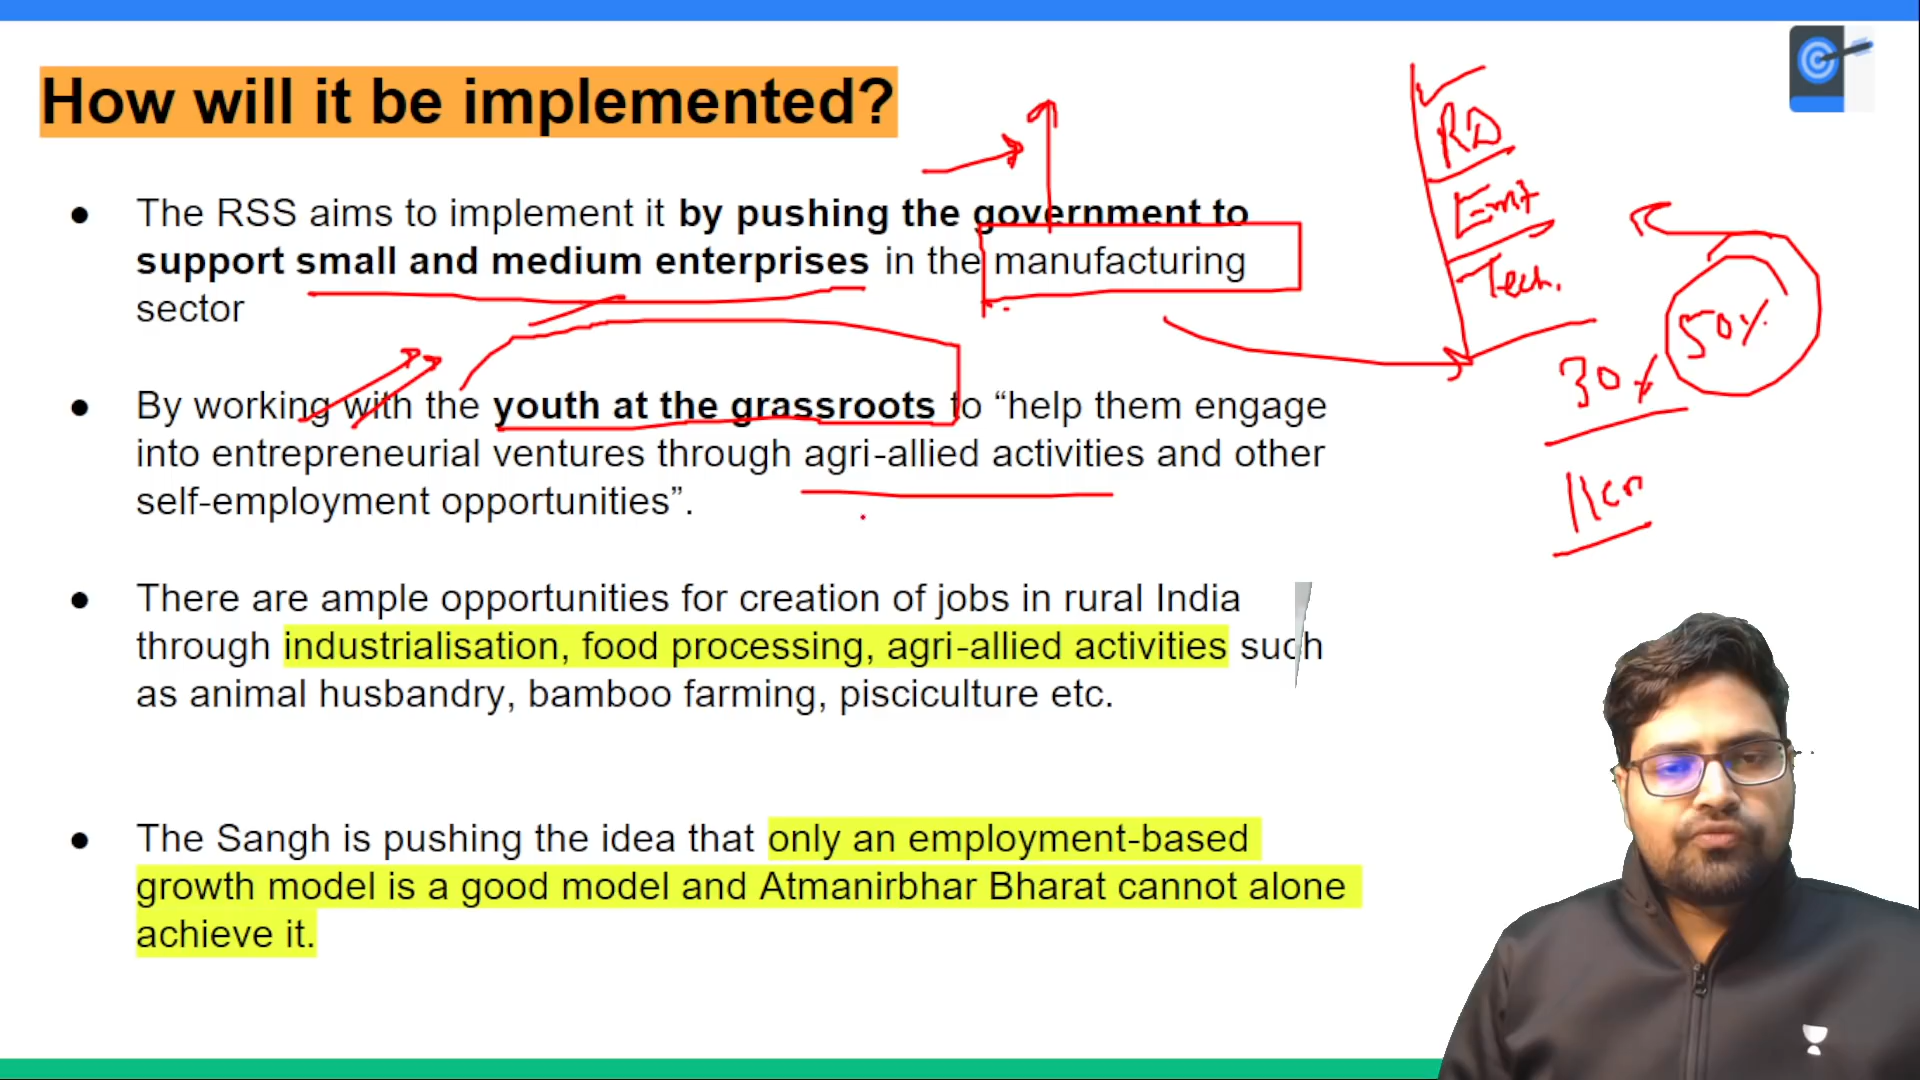 How will it be implemented?
● The RSS aims to implement it by pushing the government to
support small and medium enterprises in the manufacturing
sector
● By working with the youth at the grassroots to “help them engage
into entrepreneurial ventures through agri-allied activities and other
self-employment opportunities”.
● There are ample opportunities for creation of jobs in rural India
through industrialisation, food processing, agri-allied activities such
as animal husbandry, bamboo farming, pisciculture etc.
● The Sangh is pushing the idea that only an employment-based
growth model is a good model and Atmanirbhar Bharat cannot alone
achieve it.
RD
Emt
Tech.
50%
30%
11cr